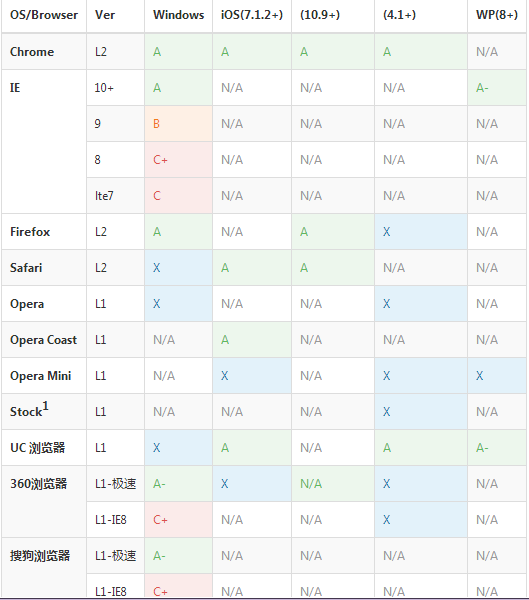 OS/Browser Ver Windows iOS(7.1.2+) (10.9+) (4.1+) WP(8+)
Chrome L2 A A A A N/A
IE 10+ A N/A N/A N/A A-
9 B N/A N/A N/A N/A
8 C+ N/A N/A N/A N/A
lte7 C N/A N/A N/A N/A
Firefox L2 A N/A A X N/A
Safari L2 X A A N/A N/A
Opera L1 X N/A N/A X N/A
Opera Coast L1 N/A A N/A N/A N/A
Opera Mini L1 N/A X N/A X X
Stock1 L1 N/A N/A N/A X N/A
UC 浏览器 L1 X A N/A A A-
360浏览器 L1-极速 A- X N/A X N/A
L1-IE8 C+ N/A N/A X N/A
搜狗浏览器 L1-极速 A- N/A N/A N/A N/A
L1-IE8 C+ N/A N/A N/A N/A